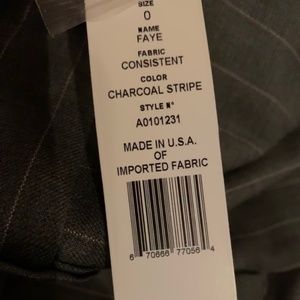 SIZE
0
NAME
FAYE
FABRIC
CONSISTENT
COLOR
CHARCOAL STRIPE
STYLE N°
A0101231
MADE IN U.S.A.
OF
IMPORTED FABRIC
6 70666 77056 4